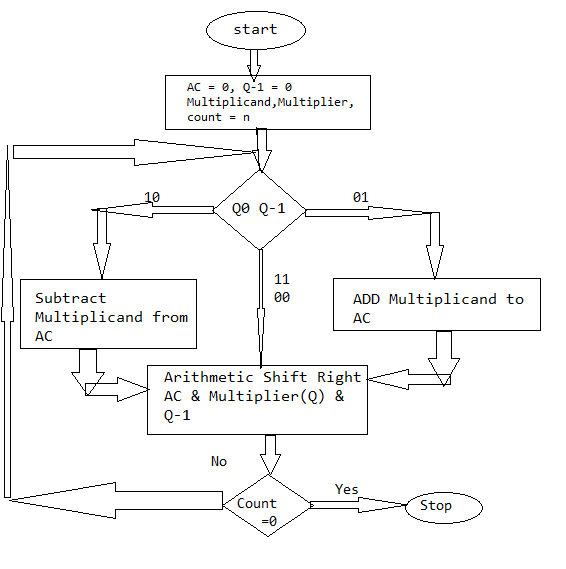 start
AC = 0, Q-1 = 0
Multiplicand,Multiplier,
count = n
10
Q0 Q-1
01
11
00
Subtract
Multiplicand from
AC
ADD Multiplicand to
AC
Arithmetic Shift Right
AC & Multiplier(Q) &
Q-1
No
Yes
Count
=0
Stop